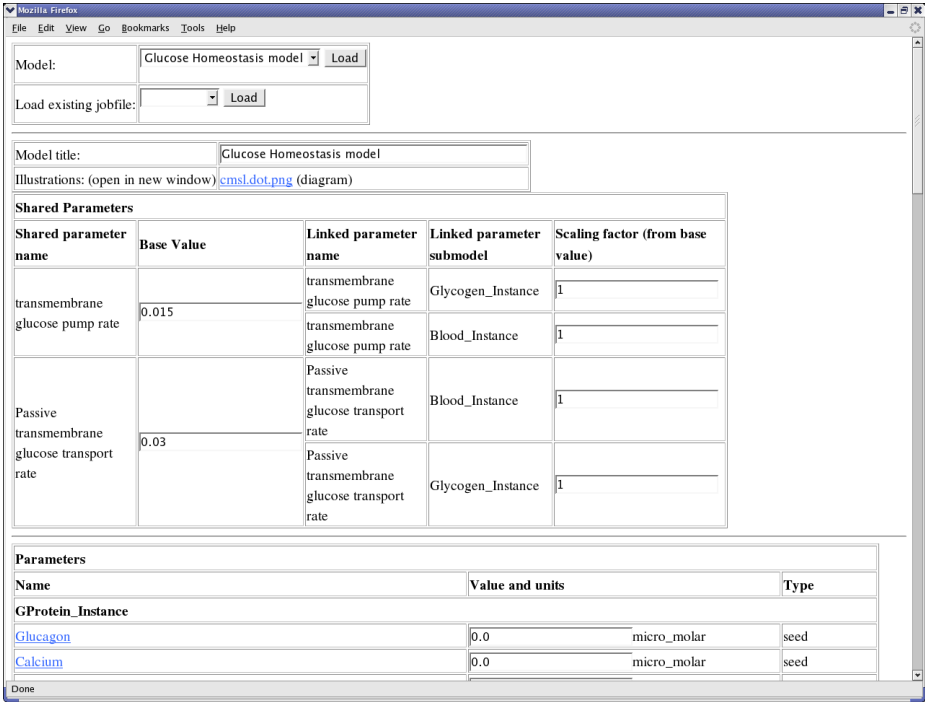 Mozilla Firefox
File Edit View Go Bookmarks Tools Help
Model: Glucose Homeostasis model Load
Load existing jobfile: Load
Model title: Glucose Homeostasis model
Illustrations: (open in new window) cmsl.dot.png (diagram)
Shared Parameters
Shared parameter name Base Value Linked parameter name Linked parameter submodel Scaling factor (from base value)
transmembrane glucose pump rate 0.015 transmembrane glucose pump rate Glycogen_Instance 1
transmembrane glucose pump rate Blood_Instance 1
Passive transmembrane glucose transport rate 0.03 Passive transmembrane glucose transport rate Blood_Instance 1
Passive transmembrane glucose transport rate Glycogen_Instance 1
Parameters
Name Value and units Type
GProtein_Instance
Glucagon 0.0 micro_molar seed
Calcium 0.0 micro_molar seed
Done